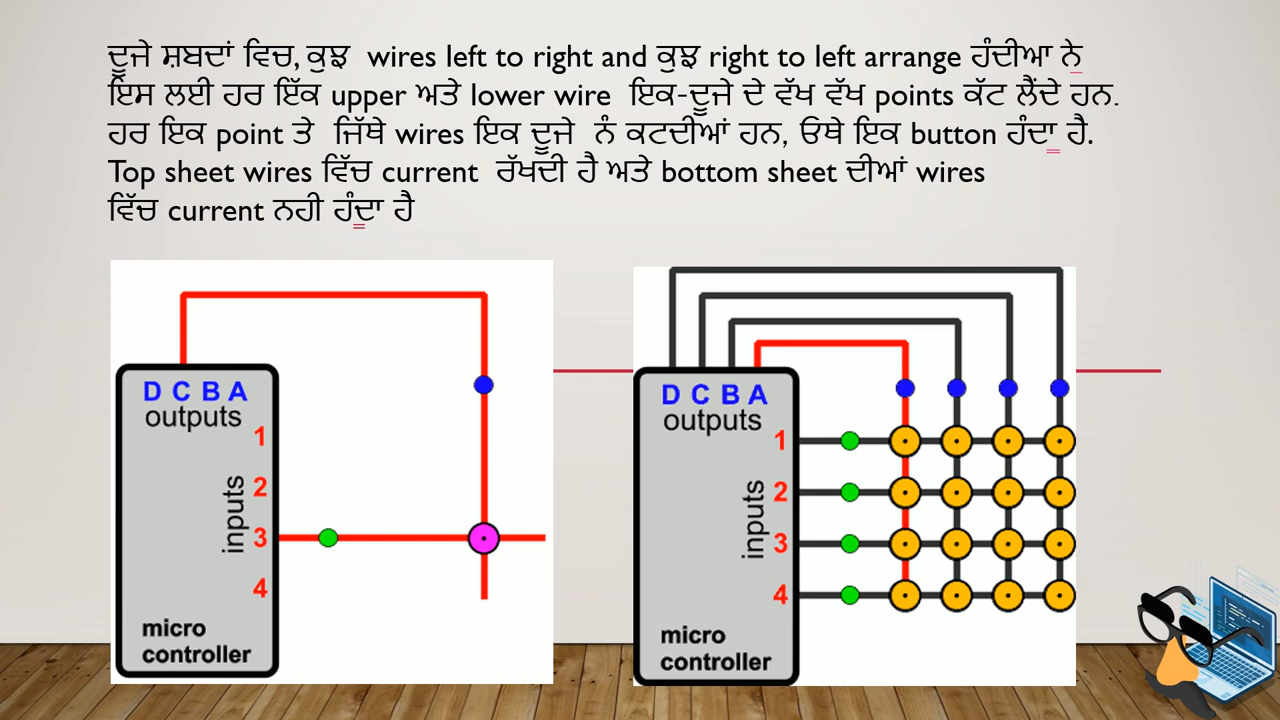 ਦੂਜੇ ਸ਼ਬਦਾਂ ਵਿਚ, ਕੁਝ wires left to right and ਕੁਝ right to left arrange ਹੰਦੀਆ ਨੇ
ਇਸ ਲਈ ਹਰ ਇੱਕ upper ਅਤੇ lower wire ਇਕ-ਦੂਜੇ ਦੇ ਵੱਖ ਵੱਖ points ਕੱਟ ਲੈਂਦੇ ਹਨ.
ਹਰ ਇਕ point ਤੇ ਜਿੱਥੇ wires ਇਕ ਦੂਜੇ ਨੰ ਕਟਦੀਆਂ ਹਨ, ਓਥੇ ਇਕ button ਹੰਦਾ ਹੈ.
Top sheet wires ਵਿੱਚ current ਰੱਖਦੀ ਹੈ ਅਤੇ bottom sheet ਦੀਆਂ wires
ਵਿੱਚ current ਨਹੀ ਹੰਦਾ ਹੈ
D C B A
outputs
1
2
3
4
inputs
micro
controller
D C B A
outputs
1
2
3
4
inputs
micro
controller